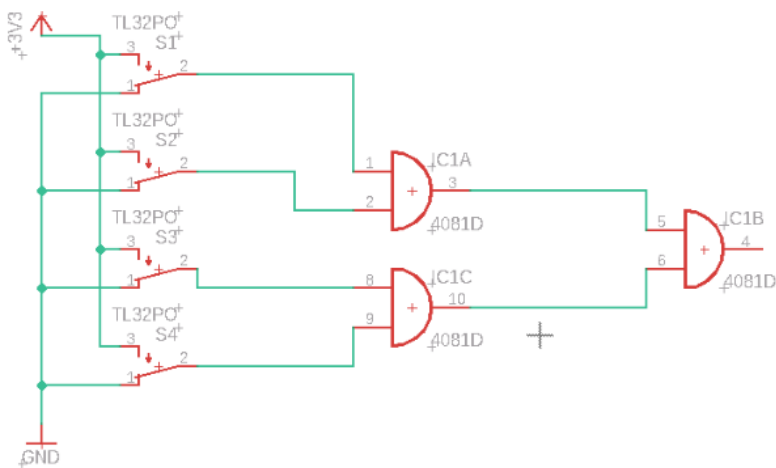 +3V3
TL32PO
S1
3
2
1
TL32PO
S2
3
2
1
TL32PO
S3
3
2
1
TL32PO
S4
3
2
1
GND
1
2
3
IC1A
4081D
8
9
10
IC1C
4081D
5
6
4
IC1B
4081D